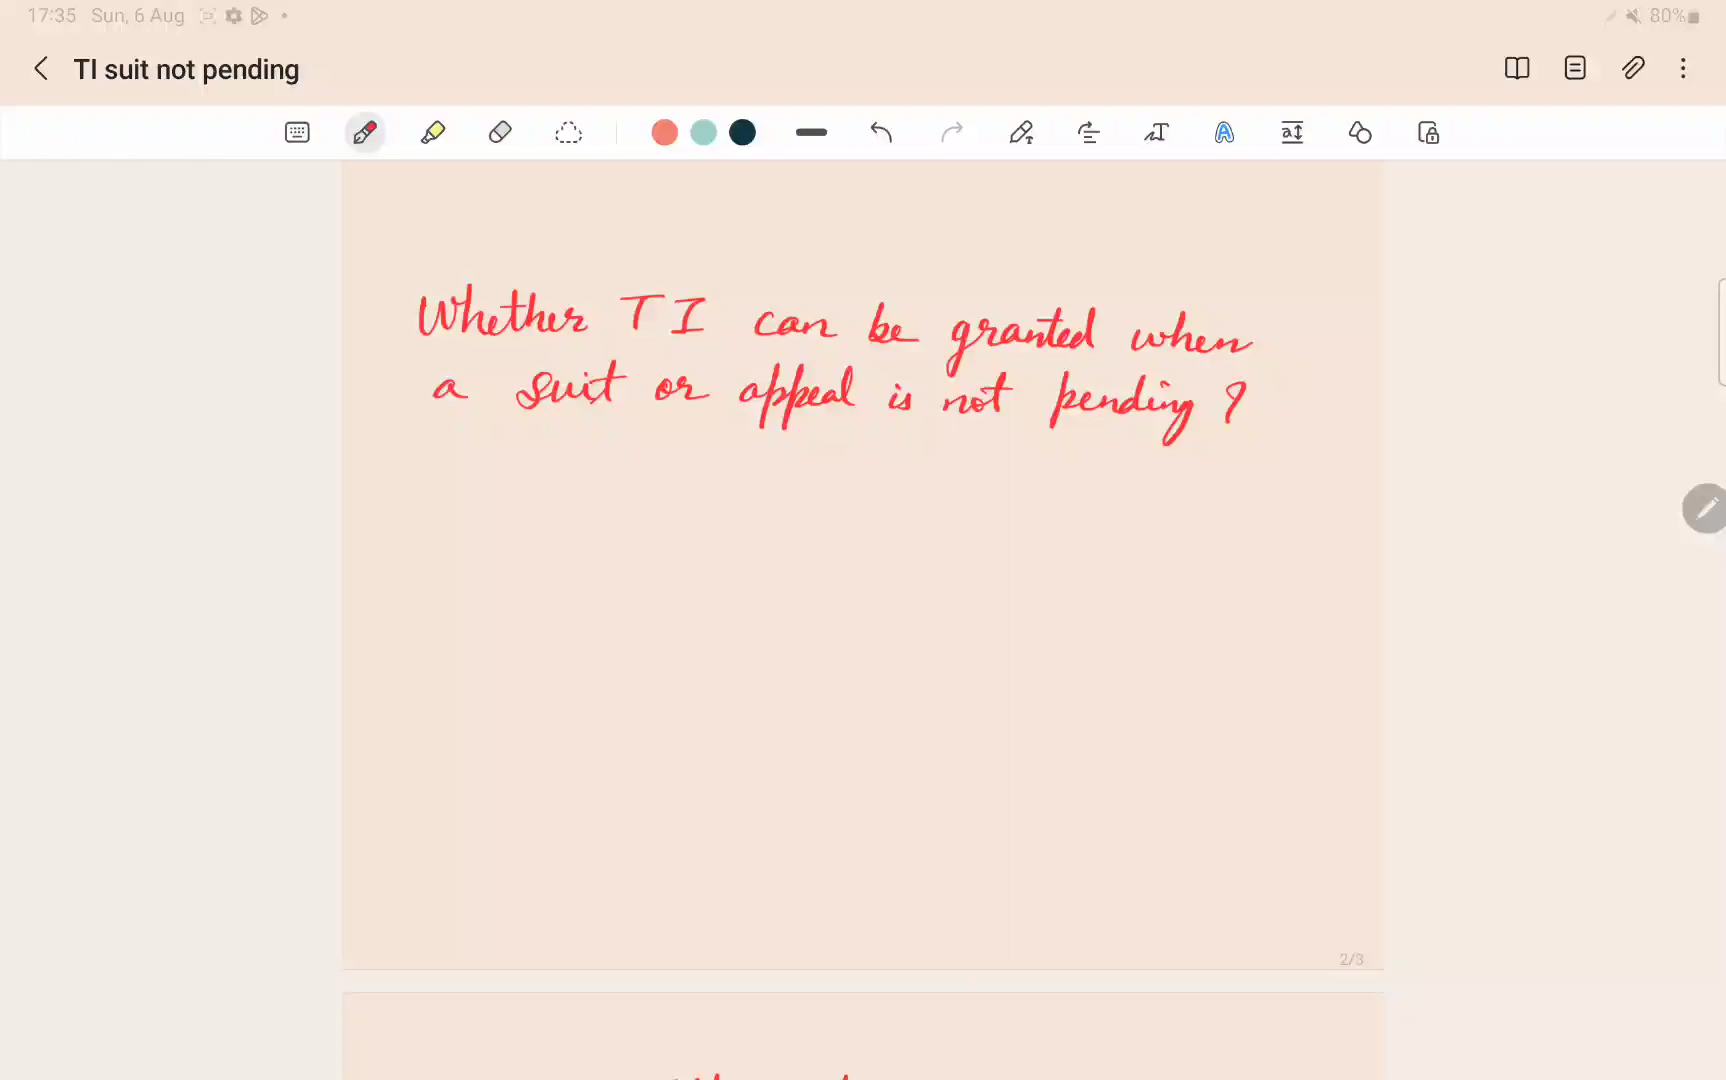 17:35 Sun, 6 Aug
80%
TI suit not pending
Whether TI can be granted when
a suit or appeal is not pending?
2/3